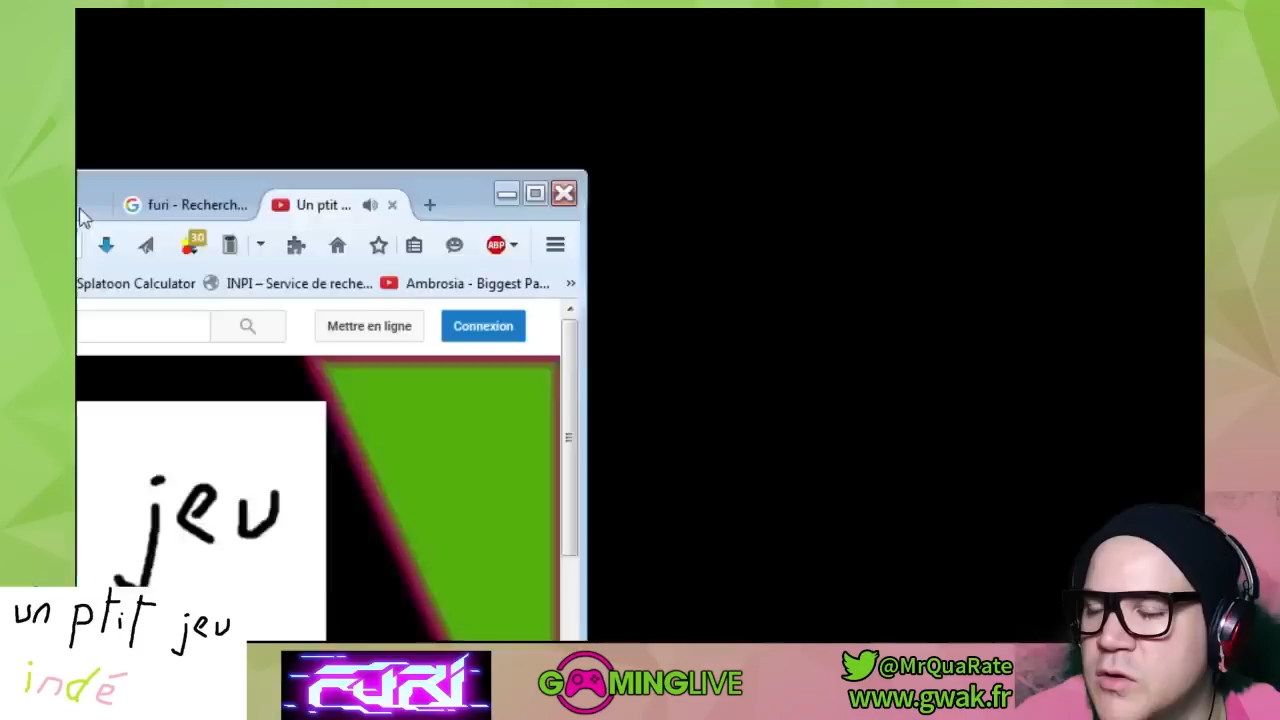 furi - Recherch...
Un ptit ...
30
ABP
Splatoon Calculator
INPI – Service de reche...
Ambrosia - Biggest Pa...
»
Mettre en ligne
Connexion
jeu
un ptit jeu
indé
FURI
GAMINGLIVE
@MrQuaRate
www.gwak.fr